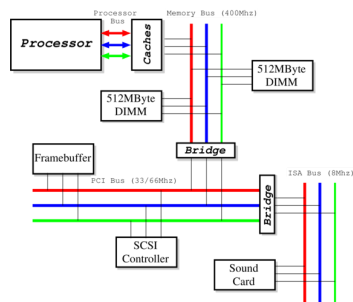 Processor
Bus
Memory Bus (400Mhz)
Processor
Caches
512MByte
DIMM
512MByte
DIMM
Bridge
Framebuffer
PCI Bus (33/66Mhz)
ISA Bus (8Mhz)
Bridge
SCSI
Controller
Sound
Card